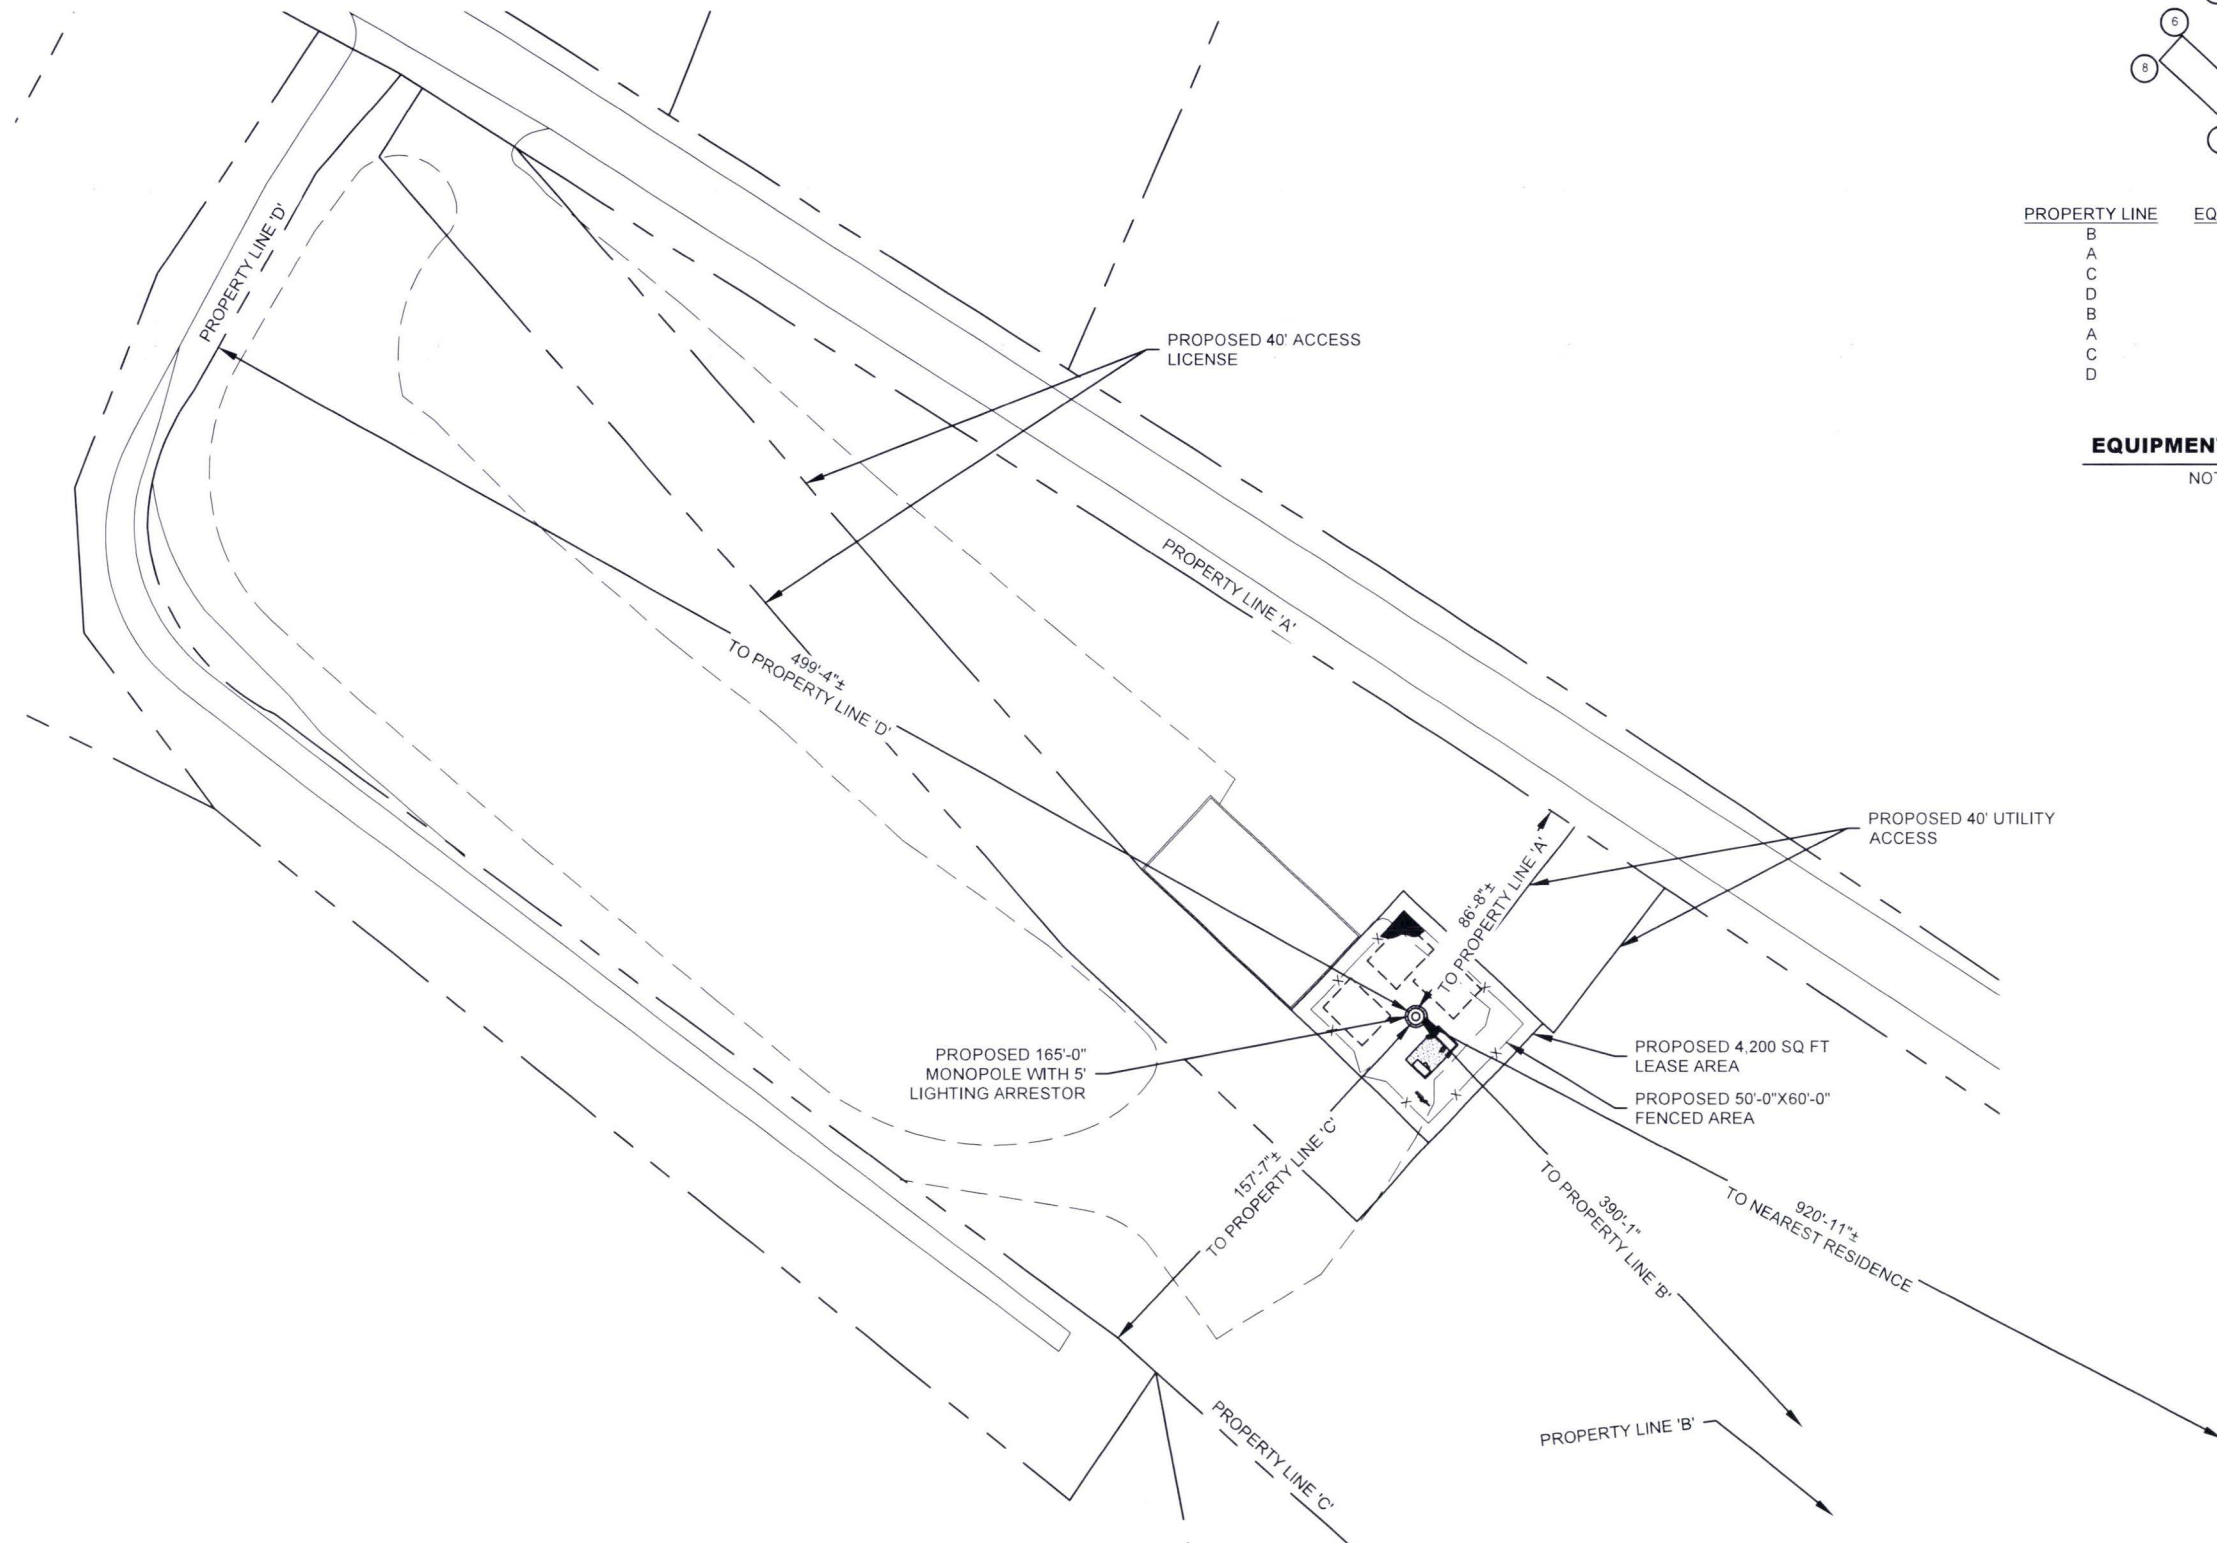 6
8
PROPERTY LINE EQ
B
A
C
D
B
A
C
D
EQUIPMEN
NOT
PROPERTY LINE 'D'
PROPOSED 40' ACCESS
LICENSE
PROPERTY LINE 'A'
499'-4"±
TO PROPERTY LINE 'D'
PROPOSED 40' UTILITY
ACCESS
86'-8"±
TO PROPERTY LINE 'A'
PROPOSED 165'-0"
MONOPOLE WITH 5'
LIGHTING ARRESTOR
PROPOSED 4,200 SQ FT
LEASE AREA
PROPOSED 50'-0"X60'-0"
FENCED AREA
157'-7"±
TO PROPERTY LINE 'C'
390'-1"
TO PROPERTY LINE 'B'
920'-11"±
TO NEAREST RESIDENCE
PROPERTY LINE 'B'
PROPERTY LINE 'C'